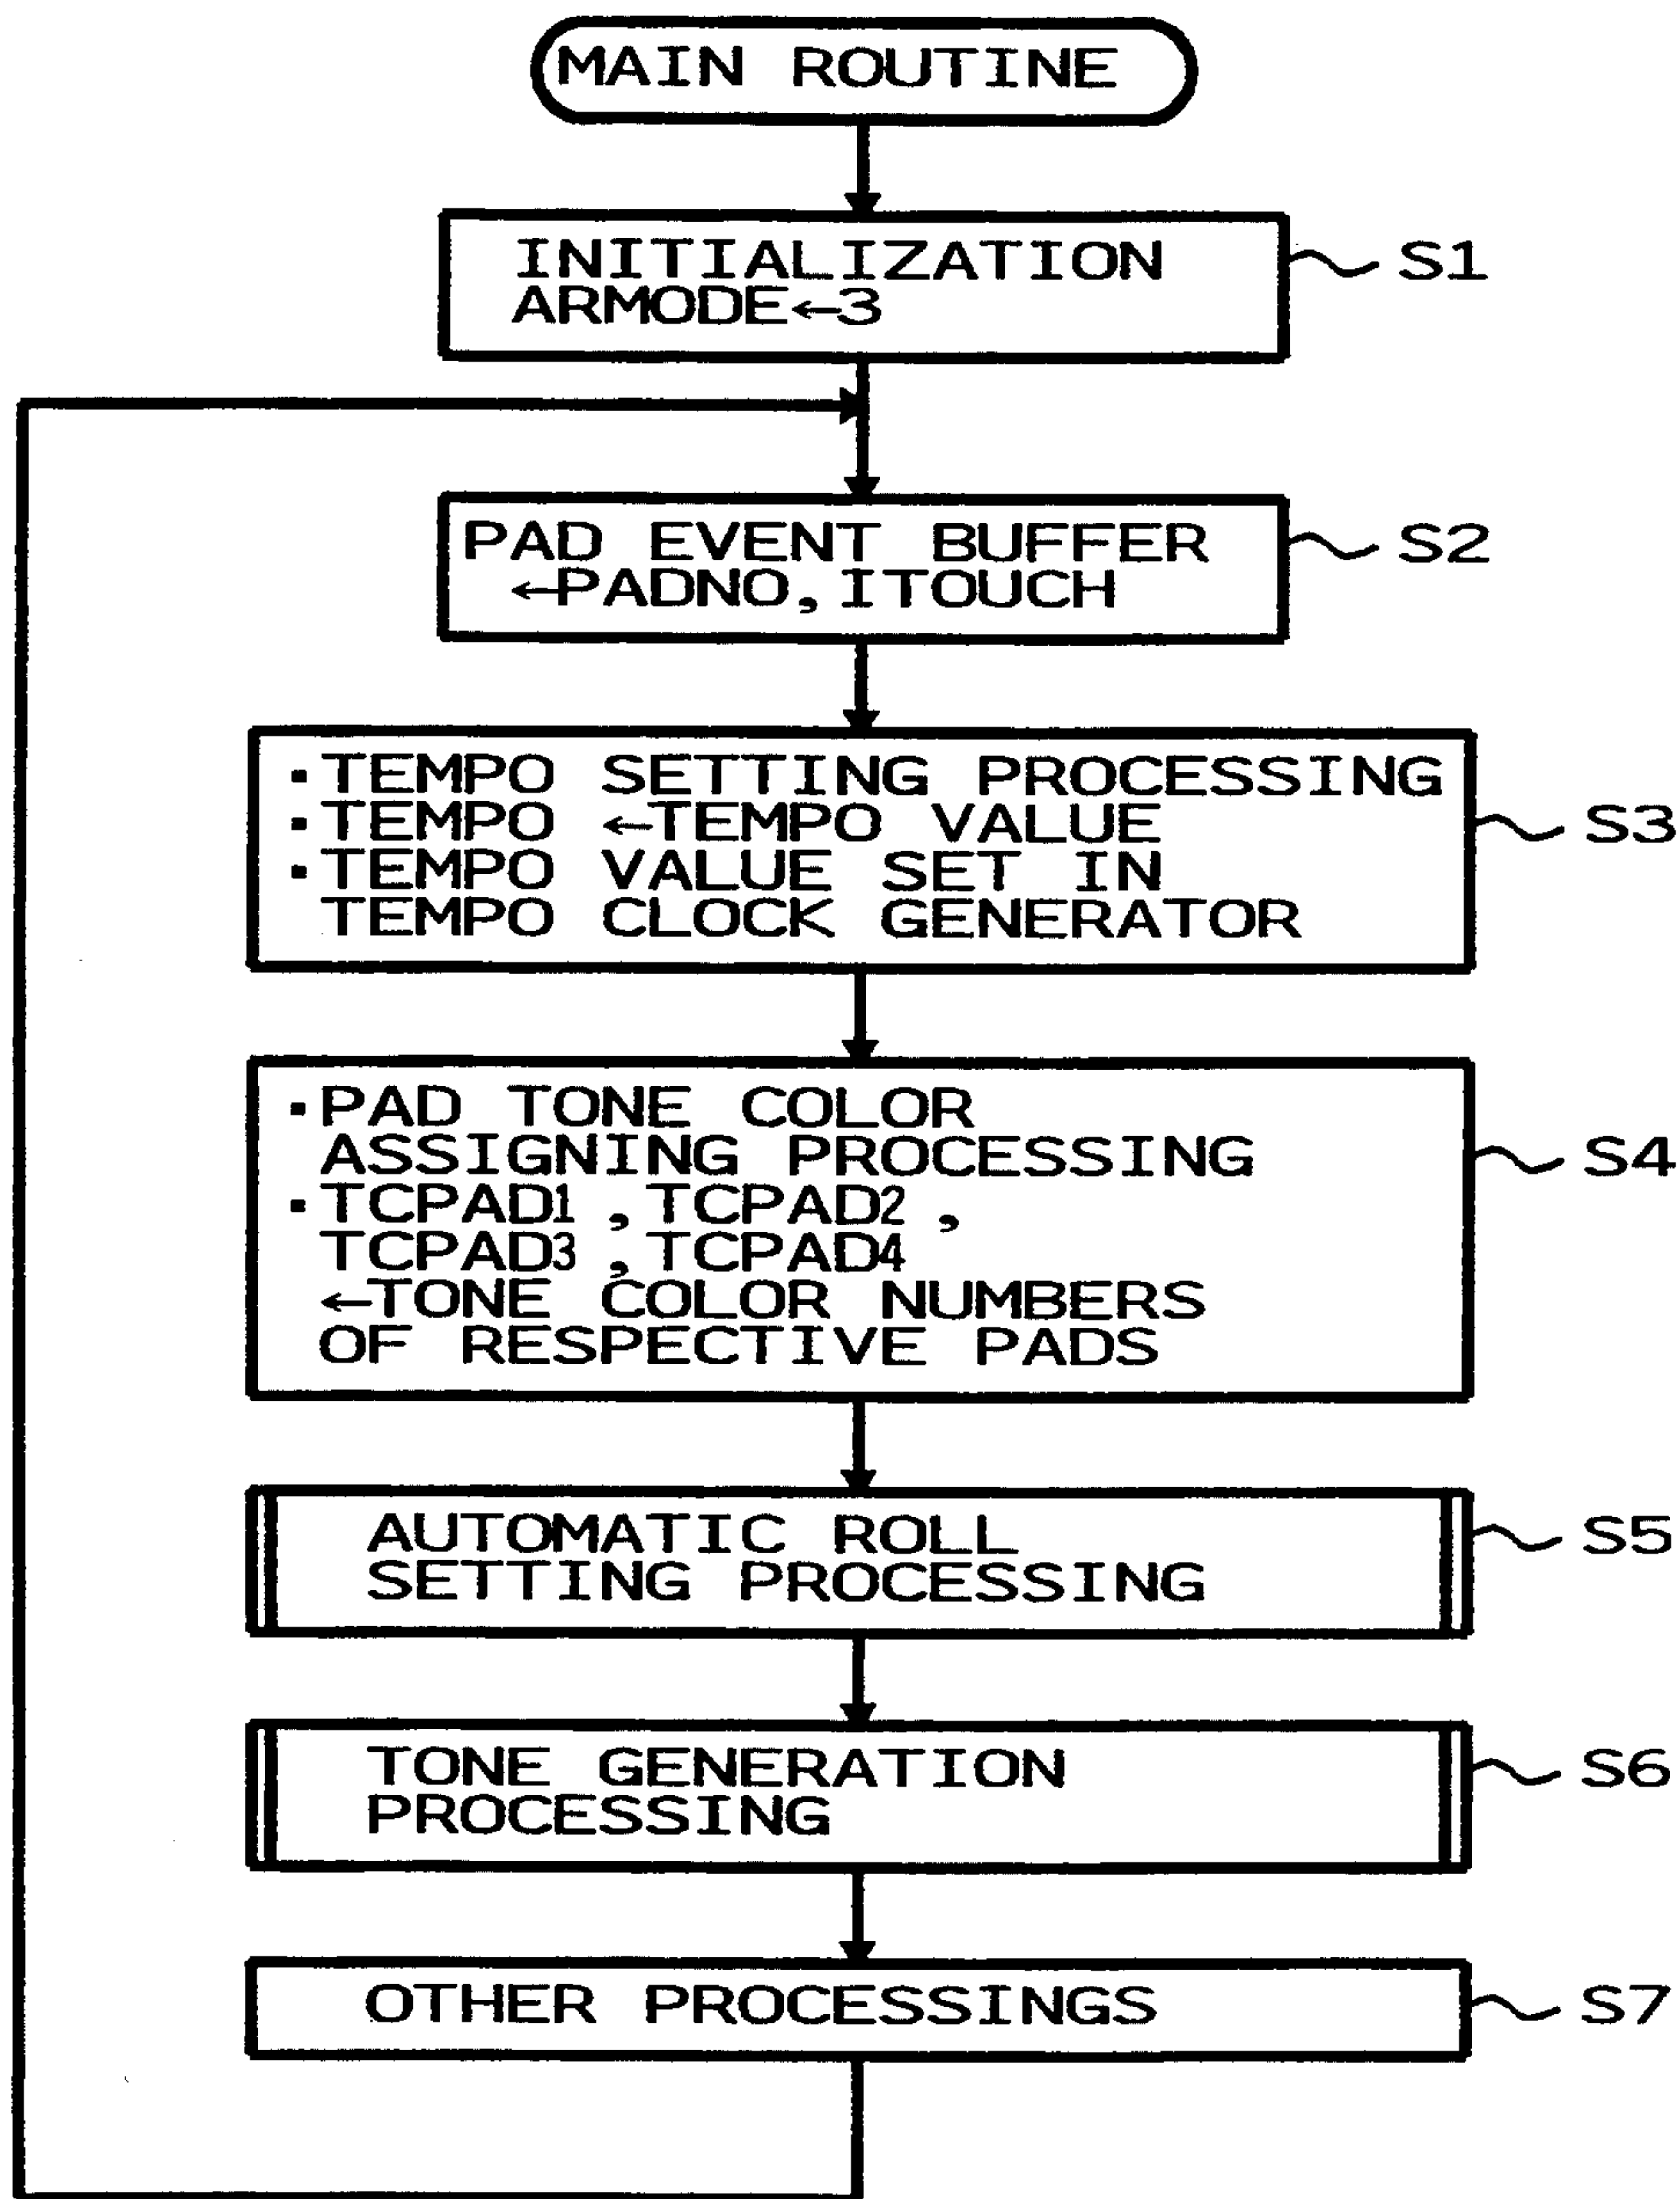 MAIN ROUTINE
INITIALIZATION
ARMODE←3
S1
PAD EVENT BUFFER
←PADNO,ITOUCH
S2
·TEMPO SETTING PROCESSING
·TEMPO ←TEMPO VALUE
·TEMPO VALUE SET IN
TEMPO CLOCK GENERATOR
S3
·PAD TONE COLOR
ASSIGNING PROCESSING
·TCPAD1 ,TCPAD2 ,
TCPAD3 ,TCPAD4
←TONE COLOR NUMBERS
OF RESPECTIVE PADS
S4
AUTOMATIC ROLL
SETTING PROCESSING
S5
TONE GENERATION
PROCESSING
S6
OTHER PROCESSINGS
S7